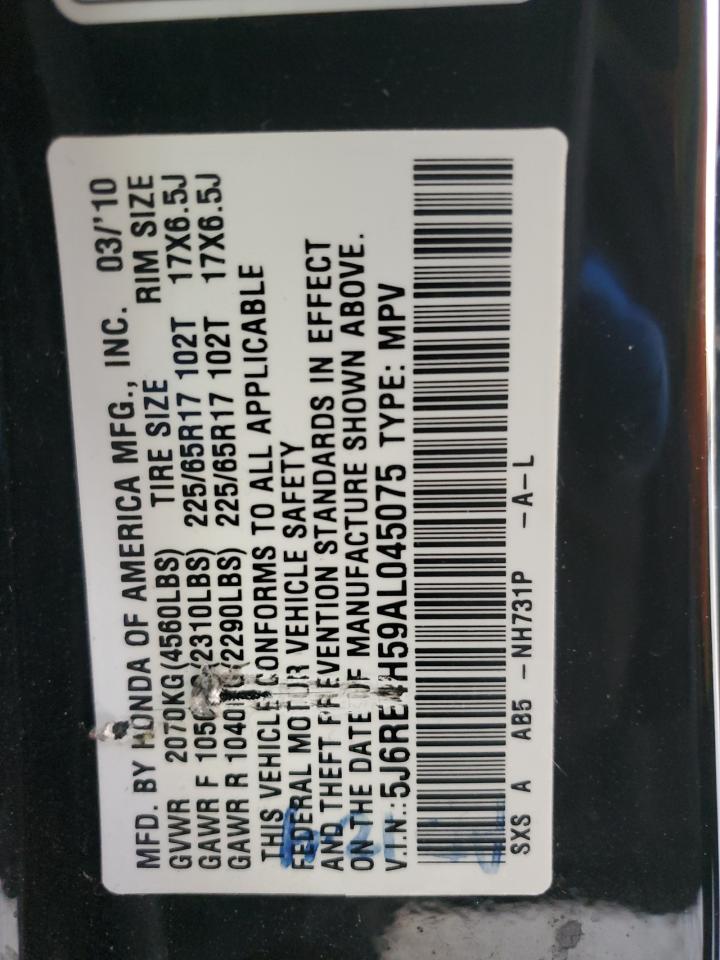 MFD. BY HONDA OF AMERICA MFG., INC. 03/'10
GVWR 2070KG(4560LBS) TIRE SIZE RIM SIZE
GAWR F 1050KG(2310LBS) 225/65R17 102T 17X6.5J
GAWR R 1040KG(2290LBS) 225/65R17 102T 17X6.5J
THIS VEHICLE CONFORMS TO ALL APPLICABLE
FEDERAL MOTOR VEHICLE SAFETY
AND THEFT PREVENTION STANDARDS IN EFFECT
ON THE DATE OF MANUFACTURE SHOWN ABOVE.
V.I.N.:5J6RE4H59AL045075 TYPE: MPV
SXS A AB5 -NH731P -A-L